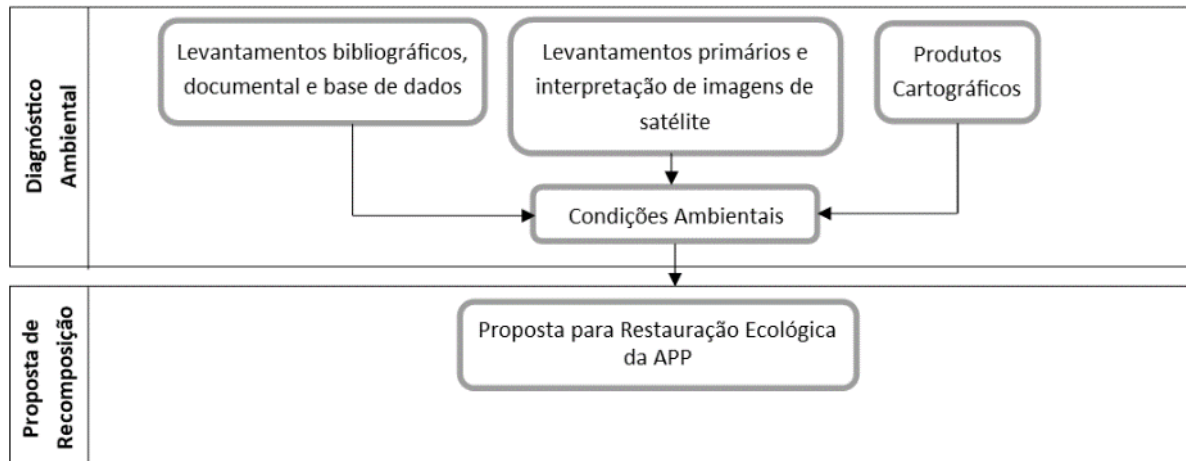 Diagnóstico
Ambiental
Levantamentos bibliográficos,
documental e base de dados
Levantamentos primários e
interpretação de imagens de
satélite
Produtos
Cartográficos
Condições Ambientais
Proposta de
Recomposição
Proposta para Restauração Ecológica
da APP